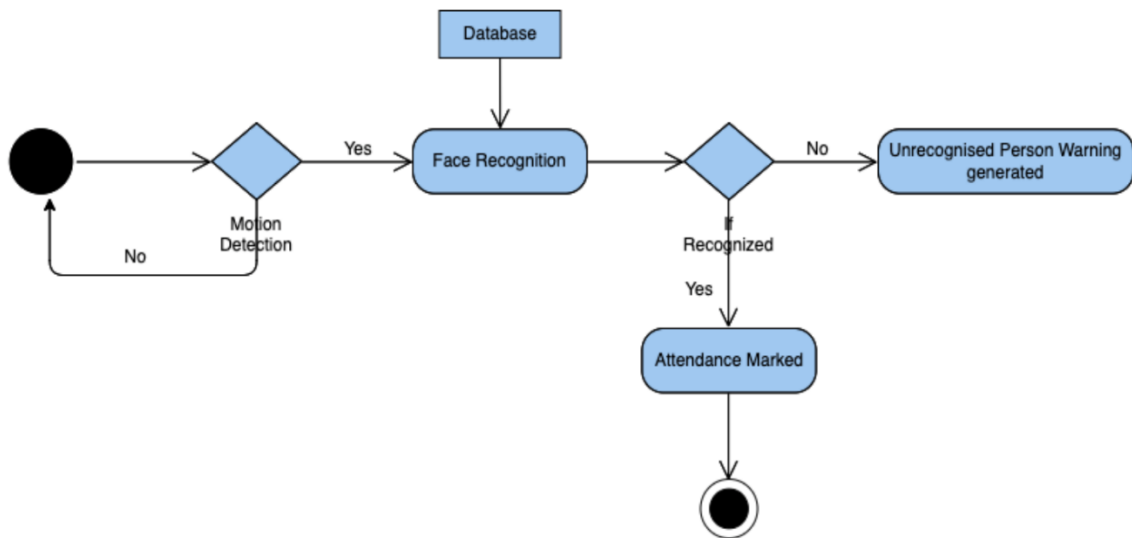 Database
Yes
Face Recognition
No
Unrecognised Person Warning
generated
Motion
Detection
If
Recognized
No
Yes
Attendance Marked